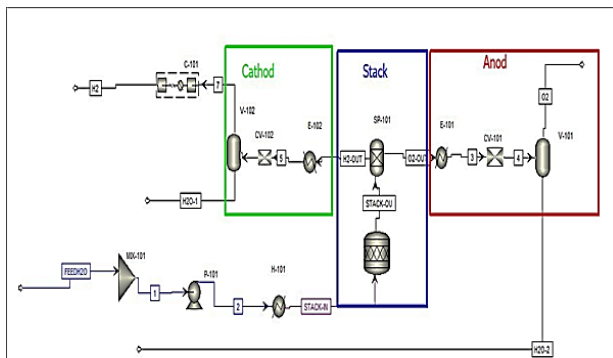 Cathod
Stack
Anod
C-101
SP-101
O2
H2
7
V-102
E-102
E-101
CV-101
V-101
CV-102
5
H2-OUT
O2-OUT
3
4
H2O-1
STACK-OU
MIX-101
P-101
H-101
FEEDH2O
1
2
STACK-IN
H2O-2